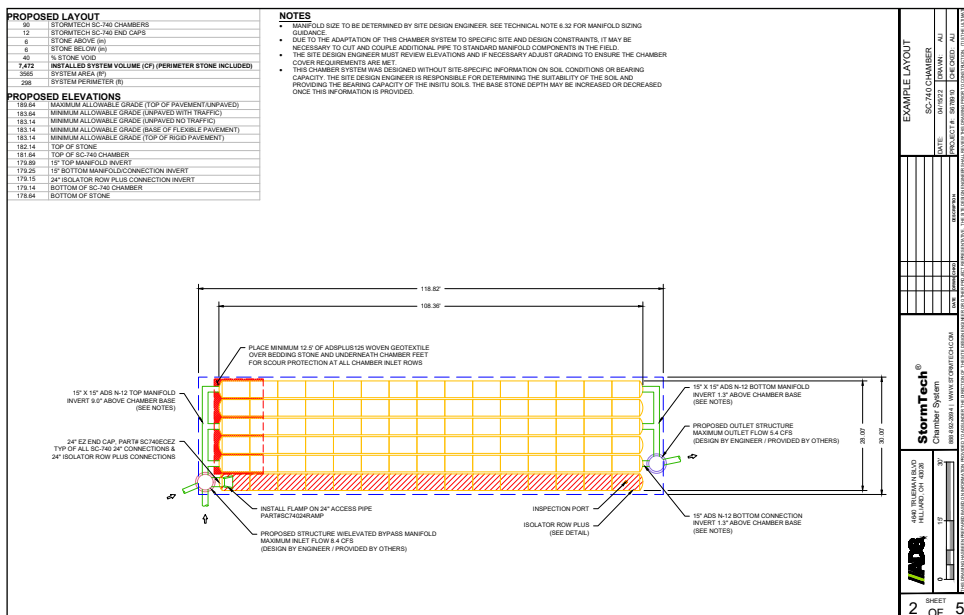 PROPOSED LAYOUT
90 STORMTECH SC-740 CHAMBERS
12 STORMTECH SC-740 END CAPS
6 STONE ABOVE (in)
6 STONE BELOW (in)
40 % STONE VOID
7,472 INSTALLED SYSTEM VOLUME (CF) (PERIMETER STONE INCLUDED)
3565 SYSTEM AREA (ft²)
298 SYSTEM PERIMETER (ft)
PROPOSED ELEVATIONS
189.64 MAXIMUM ALLOWABLE GRADE (TOP OF PAVEMENT/UNPAVED)
183.64 MINIMUM ALLOWABLE GRADE (UNPAVED WITH TRAFFIC)
183.14 MINIMUM ALLOWABLE GRADE (UNPAVED NO TRAFFIC)
183.14 MINIMUM ALLOWABLE GRADE (BASE OF FLEXIBLE PAVEMENT)
183.14 MINIMUM ALLOWABLE GRADE (TOP OF RIGID PAVEMENT)
182.14 TOP OF STONE
181.64 TOP OF SC-740 CHAMBER
179.89 15" TOP MANIFOLD INVERT
179.25 15" BOTTOM MANIFOLD/CONNECTION INVERT
179.15 24" ISOLATOR ROW PLUS CONNECTION INVERT
179.14 BOTTOM OF SC-740 CHAMBER
178.64 BOTTOM OF STONE
NOTES
• MANIFOLD SIZE TO BE DETERMINED BY SITE DESIGN ENGINEER. SEE TECHNICAL NOTE 6.32 FOR MANIFOLD SIZING
GUIDANCE.
• DUE TO THE ADAPTATION OF THIS CHAMBER SYSTEM TO SPECIFIC SITE AND DESIGN CONSTRAINTS, IT MAY BE
NECESSARY TO CUT AND COUPLE ADDITIONAL PIPE TO STANDARD MANIFOLD COMPONENTS IN THE FIELD.
• THE SITE DESIGN ENGINEER MUST REVIEW ELEVATIONS AND IF NECESSARY ADJUST GRADING TO ENSURE THE CHAMBER
COVER REQUIREMENTS ARE MET.
• THIS CHAMBER SYSTEM WAS DESIGNED WITHOUT SITE-SPECIFIC INFORMATION ON SOIL CONDITIONS OR BEARING
CAPACITY. THE SITE DESIGN ENGINEER IS RESPONSIBLE FOR DETERMINING THE SUITABILITY OF THE SOIL AND
PROVIDING THE BEARING CAPACITY OF THE INSITU SOILS. THE BASE STONE DEPTH MAY BE INCREASED OR DECREASED
ONCE THIS INFORMATION IS PROVIDED.
118.82'
108.36'
PLACE MINIMUM 12.5' OF ADSPLUS125 WOVEN GEOTEXTILE
OVER BEDDING STONE AND UNDERNEATH CHAMBER FEET
FOR SCOUR PROTECTION AT ALL CHAMBER INLET ROWS
15" X 15" ADS N-12 TOP MANIFOLD
INVERT 9.0" ABOVE CHAMBER BASE
(SEE NOTES)
24" EZ END CAP, PART# SC740ECEZ
TYP OF ALL SC-740 24" CONNECTIONS &
24" ISOLATOR ROW PLUS CONNECTIONS
INSTALL FLAMP ON 24" ACCESS PIPE
PART#SC74024RAMP
PROPOSED STRUCTURE W/ELEVATED BYPASS MANIFOLD
MAXIMUM INLET FLOW 8.4 CFS
(DESIGN BY ENGINEER / PROVIDED BY OTHERS)
15" X 15" ADS N-12 BOTTOM MANIFOLD
INVERT 1.3" ABOVE CHAMBER BASE
(SEE NOTES)
PROPOSED OUTLET STRUCTURE
MAXIMUM OUTLET FLOW 5.4 CFS
(DESIGN BY ENGINEER / PROVIDED BY OTHERS)
28.00'
30.00'
INSPECTION PORT
ISOLATOR ROW PLUS
(SEE DETAIL)
15" ADS N-12 BOTTOM CONNECTION
INVERT 1.3" ABOVE CHAMBER BASE
(SEE NOTES)
EXAMPLE LAYOUT
SC-740 CHAMBER
DATE: DRAWN: AU
PROJECT #: CHECKED: AU
DESCRIPTION
DATE
StormTech®
Chamber System
888-892-2694 | WWW.STORMTECH.COM
4640 TRUEMAN BLVD
HILLIARD, OH 43026
ADS
0 15' 30'
SHEET
2 OF 5